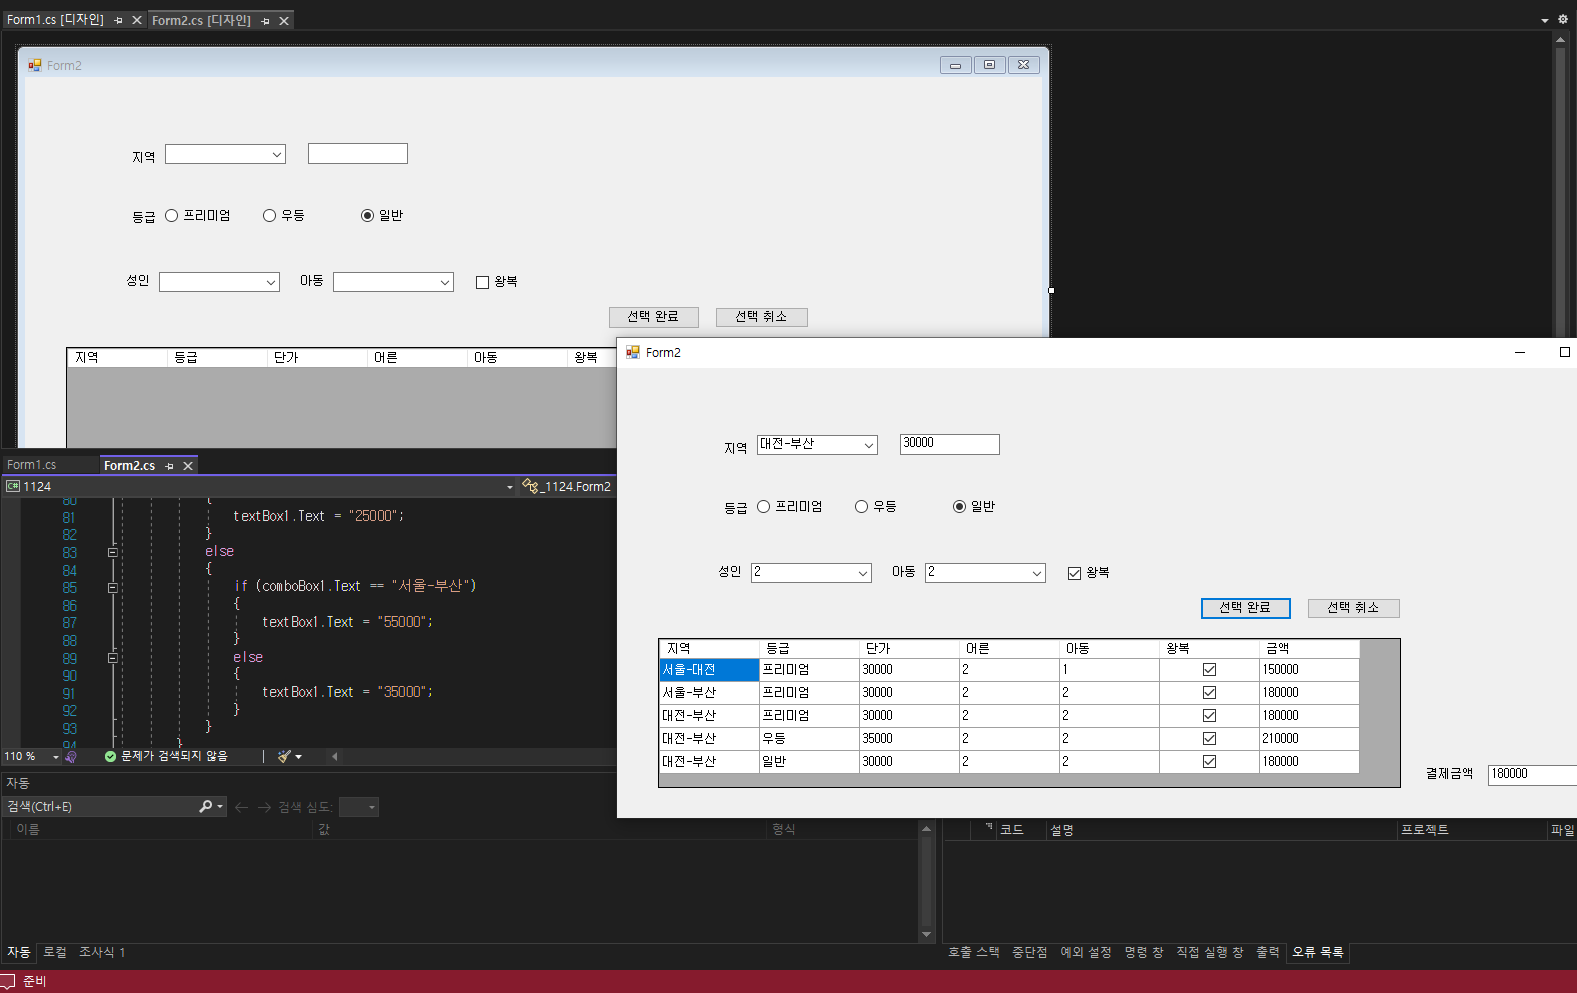 Form1.cs [디자인]
Form2.cs [디자인]
Form2
지역
등급 프리미엄 우등 일반
성인 아동 왕복
선택 완료 선택 취소
지역 등급 단가 어른 아동 왕복
Form2
지역 대전-부산 30000
등급 프리미엄 우등 일반
성인 2 아동 2 왕복
선택 완료 선택 취소
지역 등급 단가 어른 아동 왕복 금액
서울-대전 프리미엄 30000 2 1 150000
서울-부산 프리미엄 30000 2 2 180000
대전-부산 프리미엄 30000 2 2 180000
대전-부산 우등 35000 2 2 210000
대전-부산 일반 30000 2 2 180000
결제금액 180000
Form1.cs
Form2.cs
C# 1124 _1124.Form2
80 {
81 textBox1.Text = "25000";
82 }
83 else
84 {
85 if (comboBox1.Text == "서울-부산")
86 {
87 textBox1.Text = "55000";
88 }
89 else
90 {
91 textBox1.Text = "35000";
92 }
93 }
94 }
110 % 문제가 검색되지 않음
자동
검색(Ctrl+E) 검색 심도:
이름 값 형식
자동 로컬 조사식 1
코드 설명 프로젝트 파일
호출 스택 중단점 예외 설정 명령 창 직접 실행 창 출력 오류 목록
준비